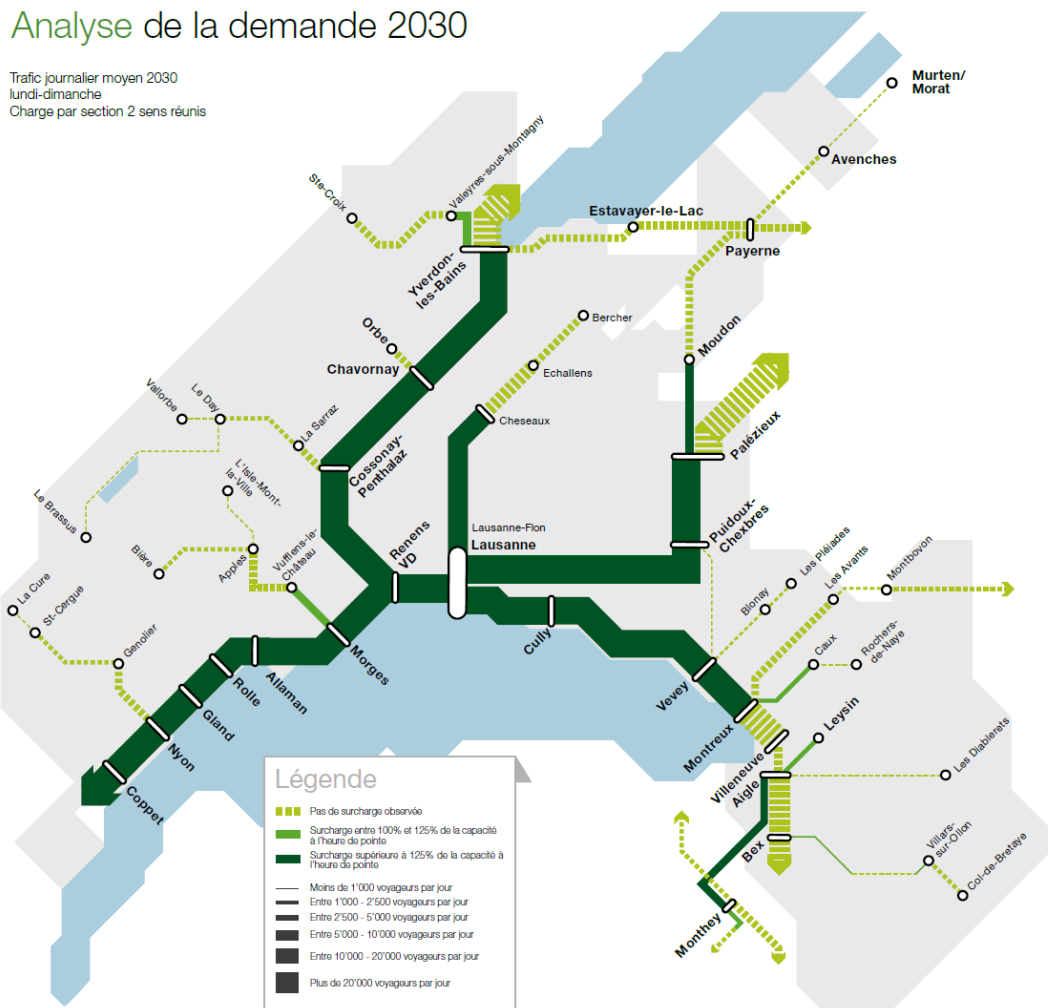 Analyse de la demande 2030
Trafic journalier moyen 2030
lundi-dimanche
Charge par section 2 sens réunis
Murten/
Morat
Avenches
Valeyres-sous-Montagny
Ste-Croix
Estavayer-le-Lac
Payerne
Yverdon-
les-Bains
Bercher
Orbe
Chavornay
Echallens
Moudon
Vallorbe
Le Day
La Sarraz
Cheseaux
Cossonay-
Penthalaz
Palézieux
L'Isle-Mont-
la-Ville
Le Brassus
Lausanne-Flon
Lausanne
Renens
VD
Puidoux-
Chexbres
Bière
Apples
Vufflens-le-
Château
Les Pléiades
Les Avants
Montbovon
Blonay
La Cure
St-Cergue
Genolier
Morges
Cully
Caux
Rochers-
de-Naye
Allaman
Rolle
Gland
Nyon
Coppet
Vevey
Montreux
Leysin
Villeneuve
Aigle
Les Diablerets
Bex
Villars-
sur-Ollon
Col-de-Bretaye
Monthey
Légende
Pas de surcharge observée
Surcharge entre 100% et 125% de la capacité
à l'heure de pointe
Surcharge supérieure à 125% de la capacité à
l'heure de pointe
Moins de 1'000 voyageurs par jour
Entre 1'000 - 2'500 voyageurs par jour
Entre 2'500 - 5'000 voyageurs par jour
Entre 5'000 - 10'000 voyageurs par jour
Entre 10'000 - 20'000 voyageurs par jour
Plus de 20'000 voyageurs par jour